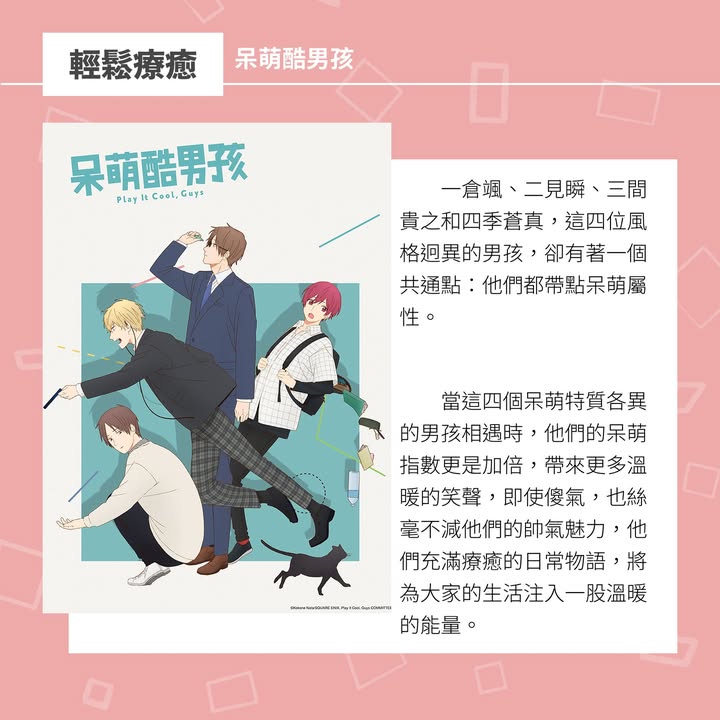 輕鬆療癒
呆萌酷男孩
呆萌酷男孩
Play It Cool, Guys
一倉颯、二見瞬、三間
貴之和四季蒼真，這四位風
格迥異的男孩，卻有著一個
共通點：他們都帶點呆萌屬
性。
當這四個呆萌特質各異
的男孩相遇時，他們的呆萌
指數更是加倍，帶來更多溫
暖的笑聲，即使傻氣，也絲
毫不減他們的帥氣魅力，他
們充滿療癒的日常物語，將
為大家的生活注入一股溫暖
的能量。
©Kokone Nata/SQUARE ENIX, Play It Cool, Guys COMMITTEE